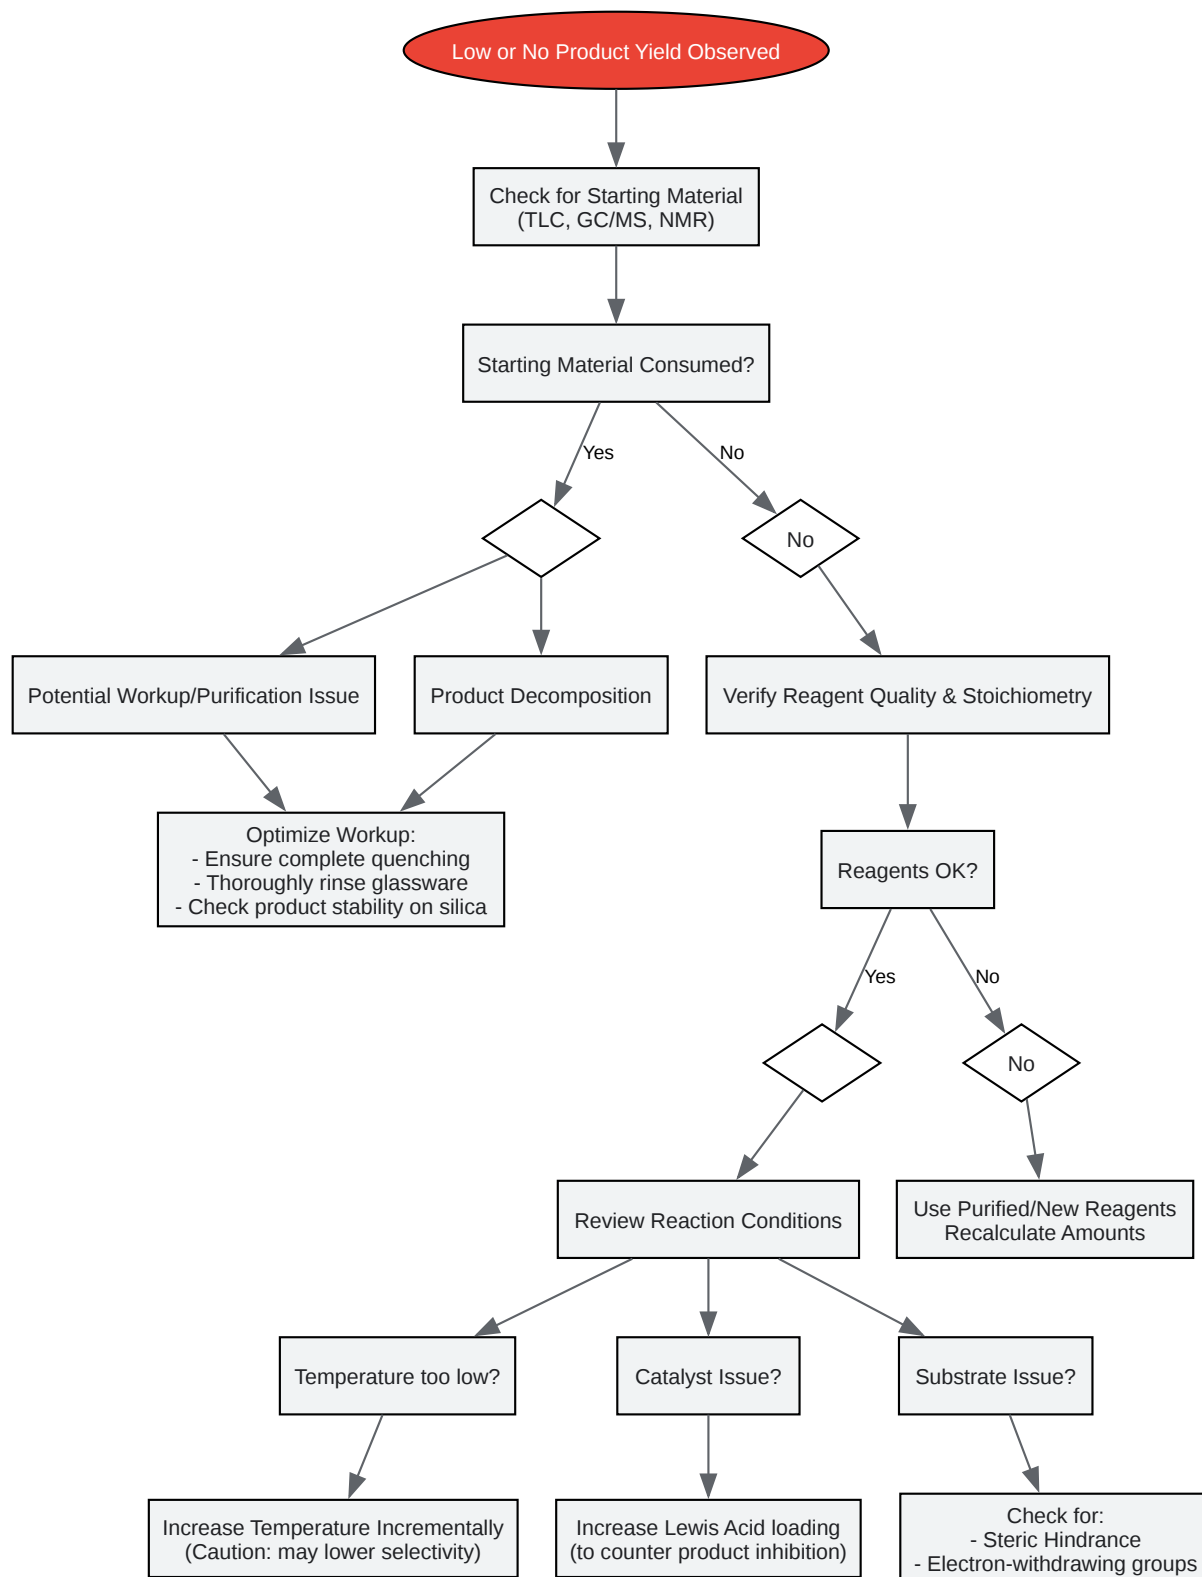 Low or No Product Yield Observed
Check for Starting Material
(TLC, GC/MS, NMR)
Starting Material Consumed?
Yes
No
No
Potential Workup/Purification Issue
Product Decomposition
Verify Reagent Quality & Stoichiometry
Optimize Workup:
- Ensure complete quenching
- Thoroughly rinse glassware
- Check product stability on silica
Reagents OK?
Yes
No
No
Review Reaction Conditions
Use Purified/New Reagents
Recalculate Amounts
Temperature too low?
Catalyst Issue?
Substrate Issue?
Increase Temperature Incrementally
(Caution: may lower selectivity)
Increase Lewis Acid loading
(to counter product inhibition)
Check for:
- Steric Hindrance
- Electron-withdrawing groups